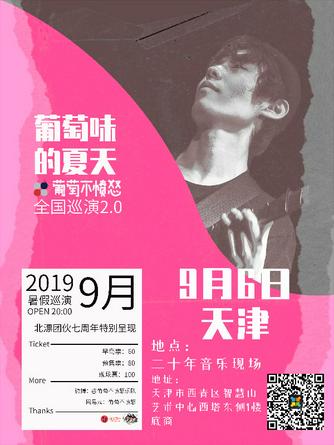 葡萄味
的夏天
葡萄不愤怒
全国巡演2.0
2019
暑假巡演
OPEN 20:00
9月
北漂团伙七周年特别呈现
Ticket
早鸟票：60
预售票：80
现场票：100
More
Thanks
9月6日
天津
地点：
二十年音乐现场
地址：
天津市西青区智慧山
艺术中心西塔东侧1楼
底商